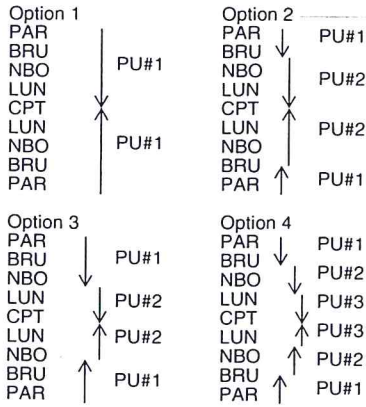 Option 1
PAR
BRU
NBO
LUN
CPT
LUN
NBO
BRU
PAR
PU#1
PU#1
Option 2
PAR
BRU
NBO
LUN
CPT
LUN
NBO
BRU
PAR
PU#1
PU#2
PU#2
PU#1
Option 3
PAR
BRU
NBO
LUN
CPT
LUN
NBO
BRU
PAR
PU#1
PU#2
PU#2
PU#1
Option 4
PAR
BRU
NBO
LUN
CPT
LUN
NBO
BRU
PAR
PU#1
PU#2
PU#3
PU#3
PU#2
PU#1